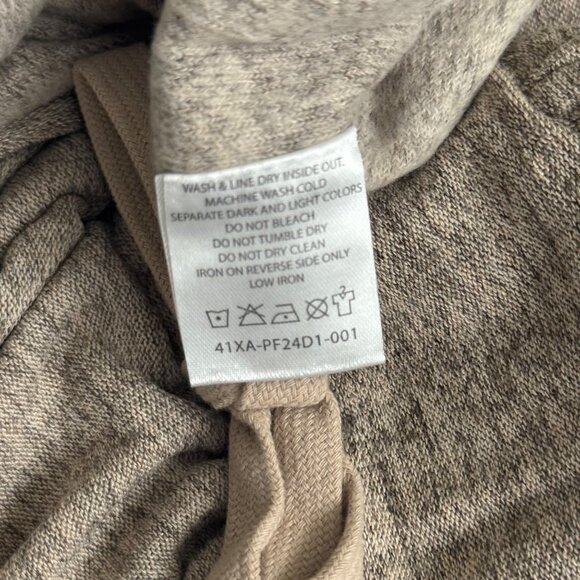 WASH & LINE DRY INSIDE OUT.
MACHINE WASH COLD
SEPARATE DARK AND LIGHT COLORS
DO NOT BLEACH
DO NOT TUMBLE DRY
DO NOT DRY CLEAN
IRON ON REVERSE SIDE ONLY
LOW IRON
41XA-PF24D1-001